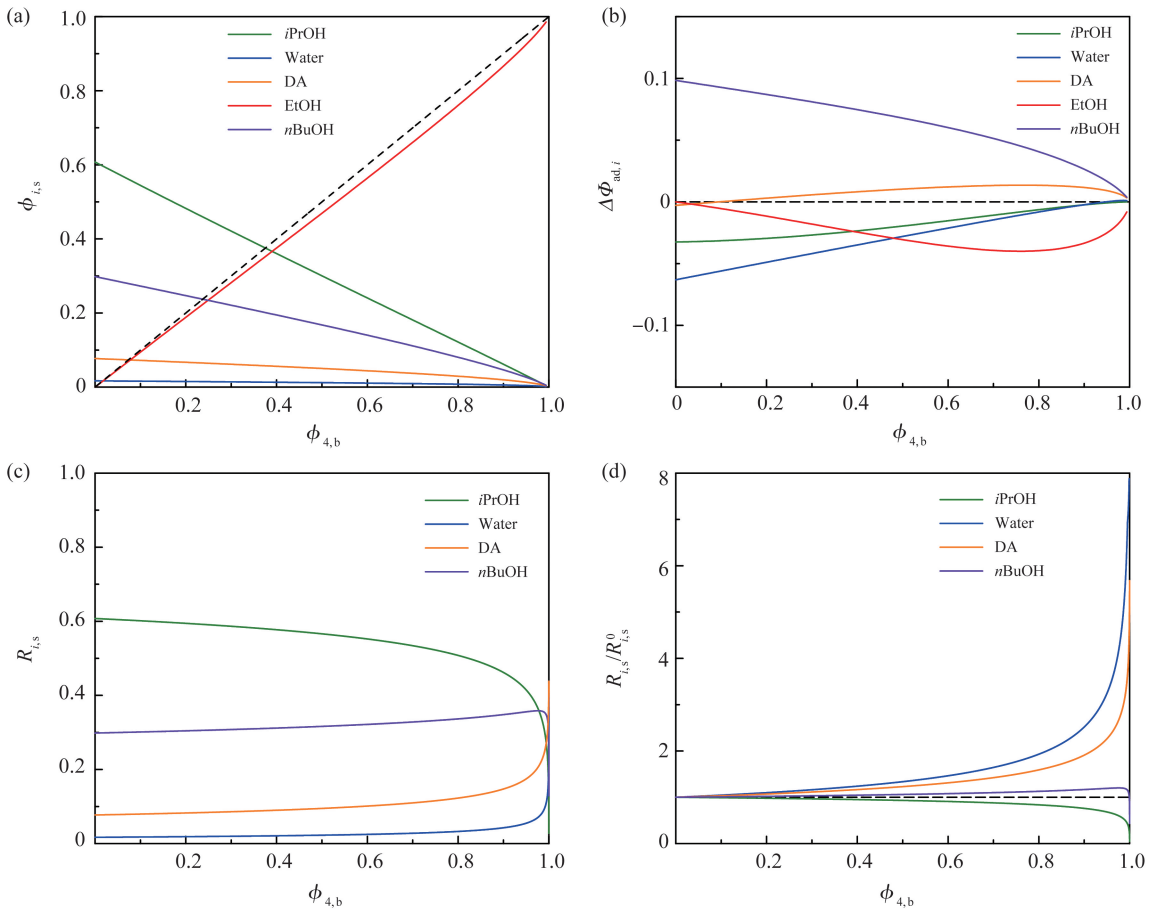 (a)
1.0
0.8
0.6
0.4
0.2
0
0.2
0.4
0.6
0.8
1.0
ϕ4, b
ϕi, s
iPrOH
Water
DA
EtOH
nBuOH
(b)
0.1
0
−0.1
0
0.2
0.4
0.6
0.8
1.0
ϕ4, b
ΔΦad, i
iPrOH
Water
DA
EtOH
nBuOH
(c)
1.0
0.8
0.6
0.4
0.2
0
0.2
0.4
0.6
0.8
1.0
ϕ4, b
Ri, s
iPrOH
Water
DA
nBuOH
(d)
8
6
4
2
0
0.2
0.4
0.6
0.8
1.0
ϕ4, b
Ri, s/R0i, s
iPrOH
Water
DA
nBuOH